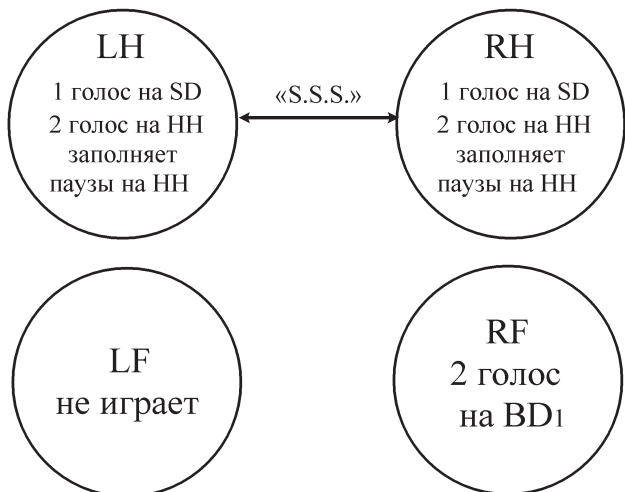 LH
1 голос на SD
2 голос на HH
заполняет
паузы на HH
«S.S.S.»
RH
1 голос на SD
2 голос на HH
заполняет
паузы на HH
LF
не играет
RF
2 голос
на BD1